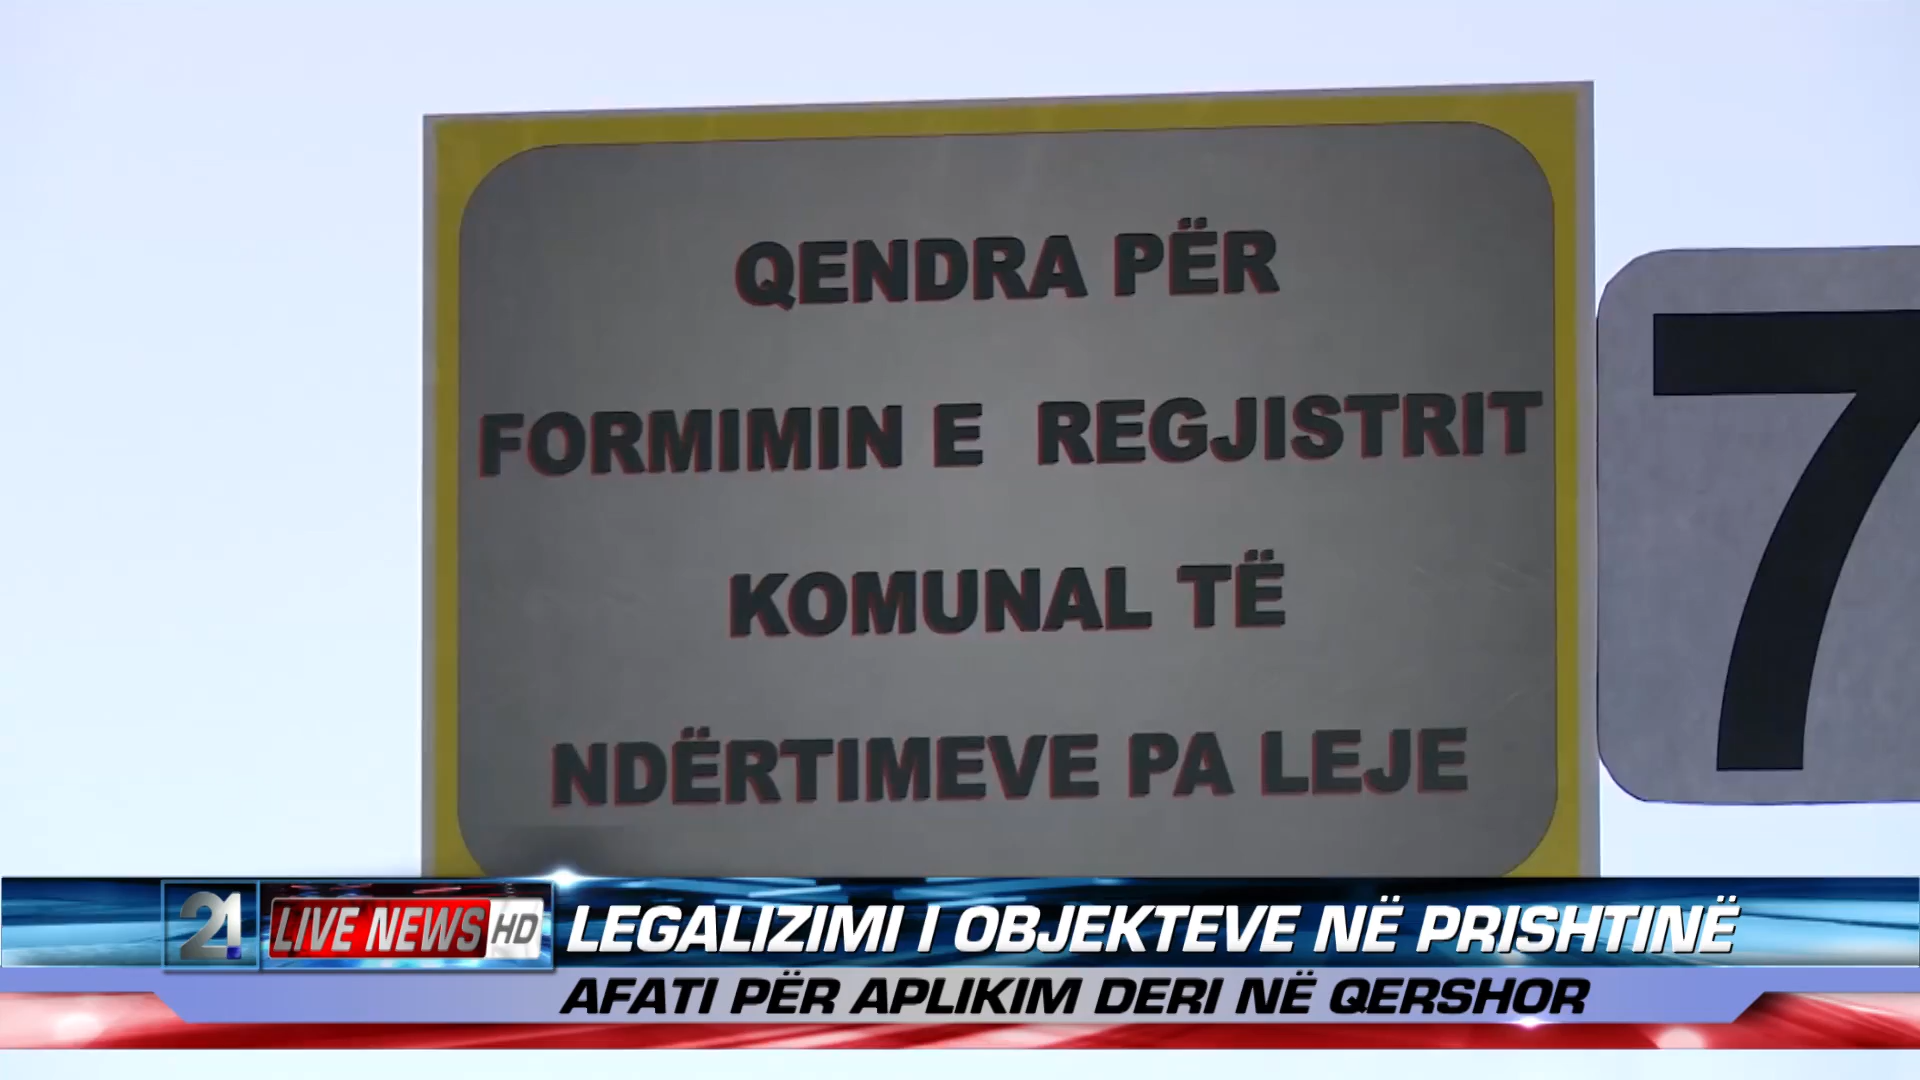 QENDRA PËR
FORMIMIN E REGJISTRIT
KOMUNAL TË
NDËRTIMEVE PA LEJE
7
21 LIVE NEWS HD LEGALIZIMI I OBJEKTEVE NË PRISHTINË
AFATI PËR APLIKIM DERI NË QERSHOR